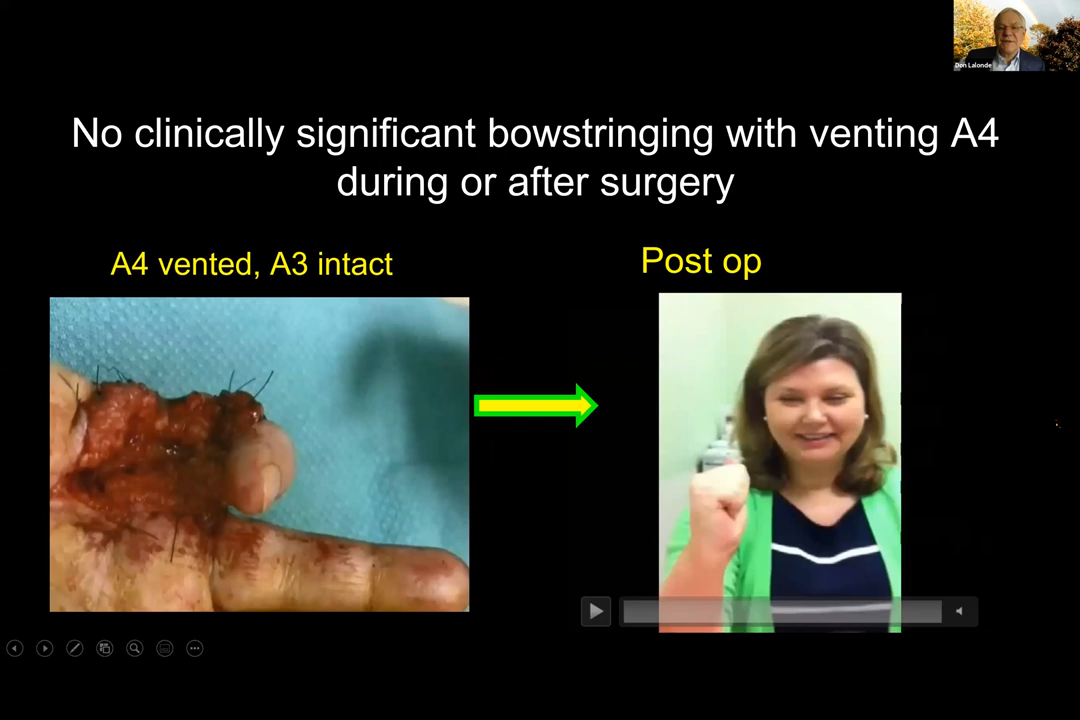 Don Lalonde
No clinically significant bowstringing with venting A4
during or after surgery
A4 vented, A3 intact
Post op